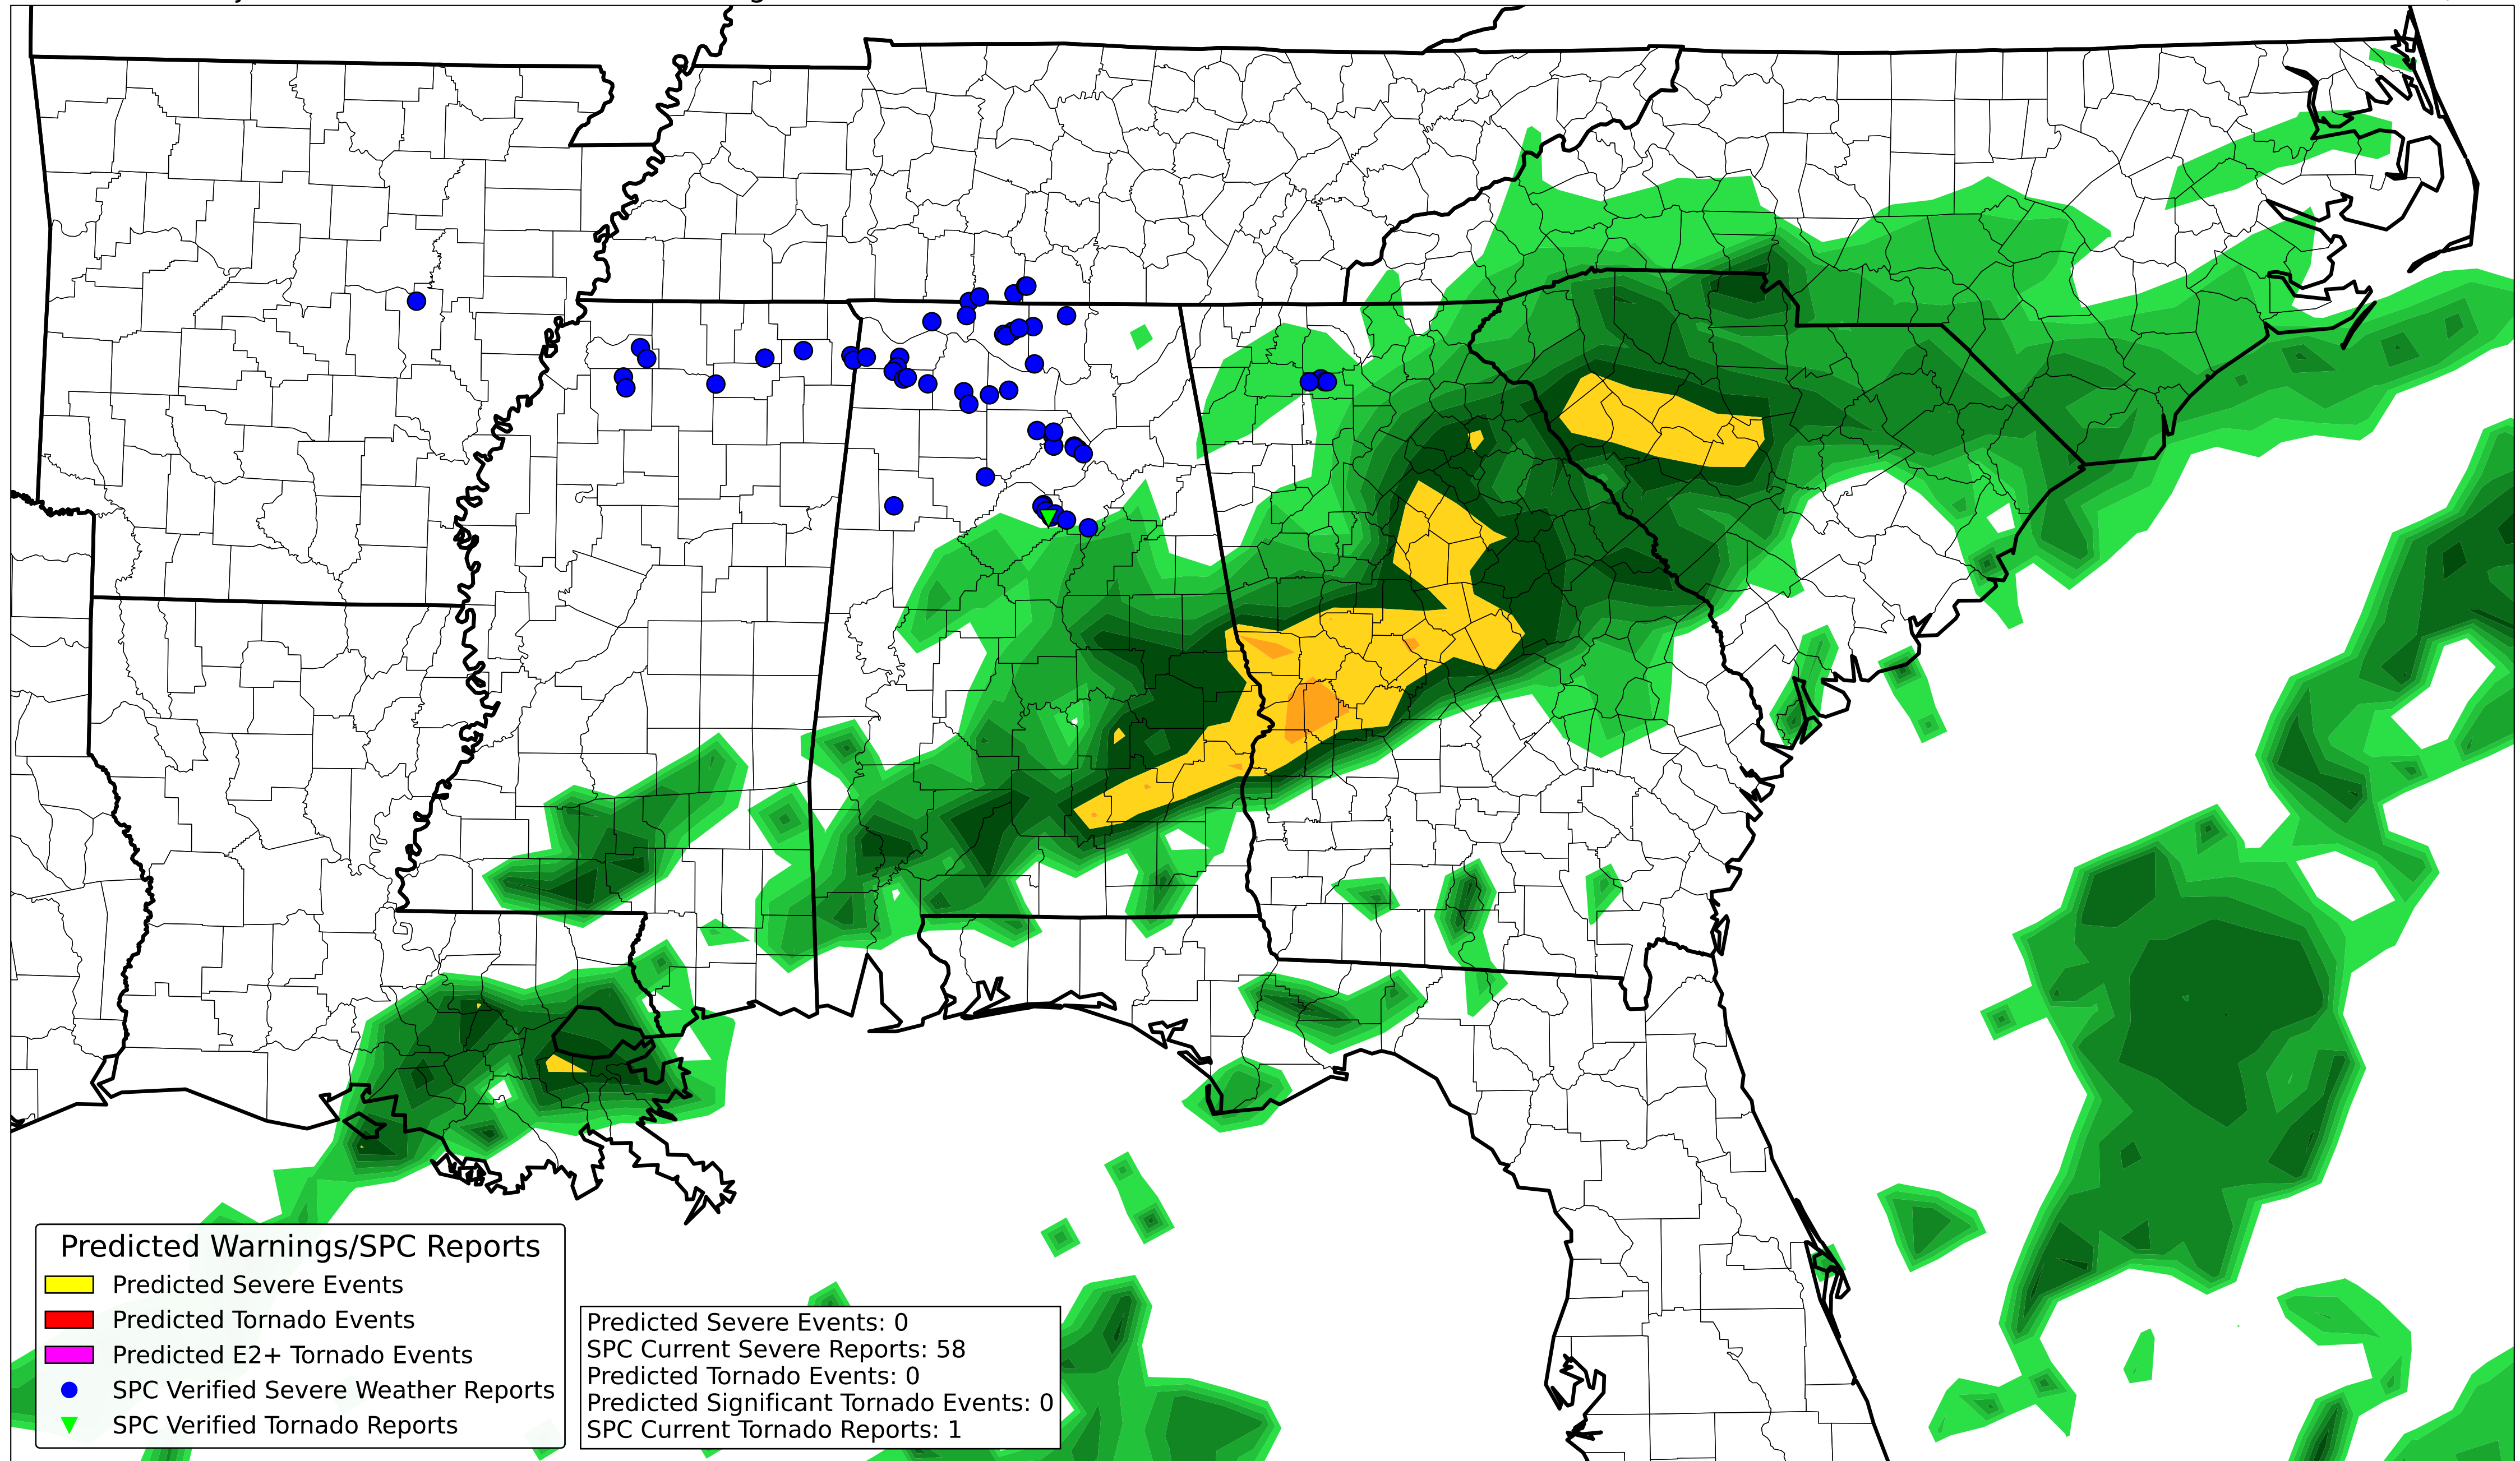 Predicted Warnings/SPC Reports
Predicted Severe Events
Predicted Tornado Events
Predicted E2+ Tornado Events
SPC Verified Severe Weather Reports
SPC Verified Tornado Reports
Predicted Severe Events: 0
SPC Current Severe Reports: 58
Predicted Tornado Events: 0
Predicted Significant Tornado Events: 0
SPC Current Tornado Reports: 1